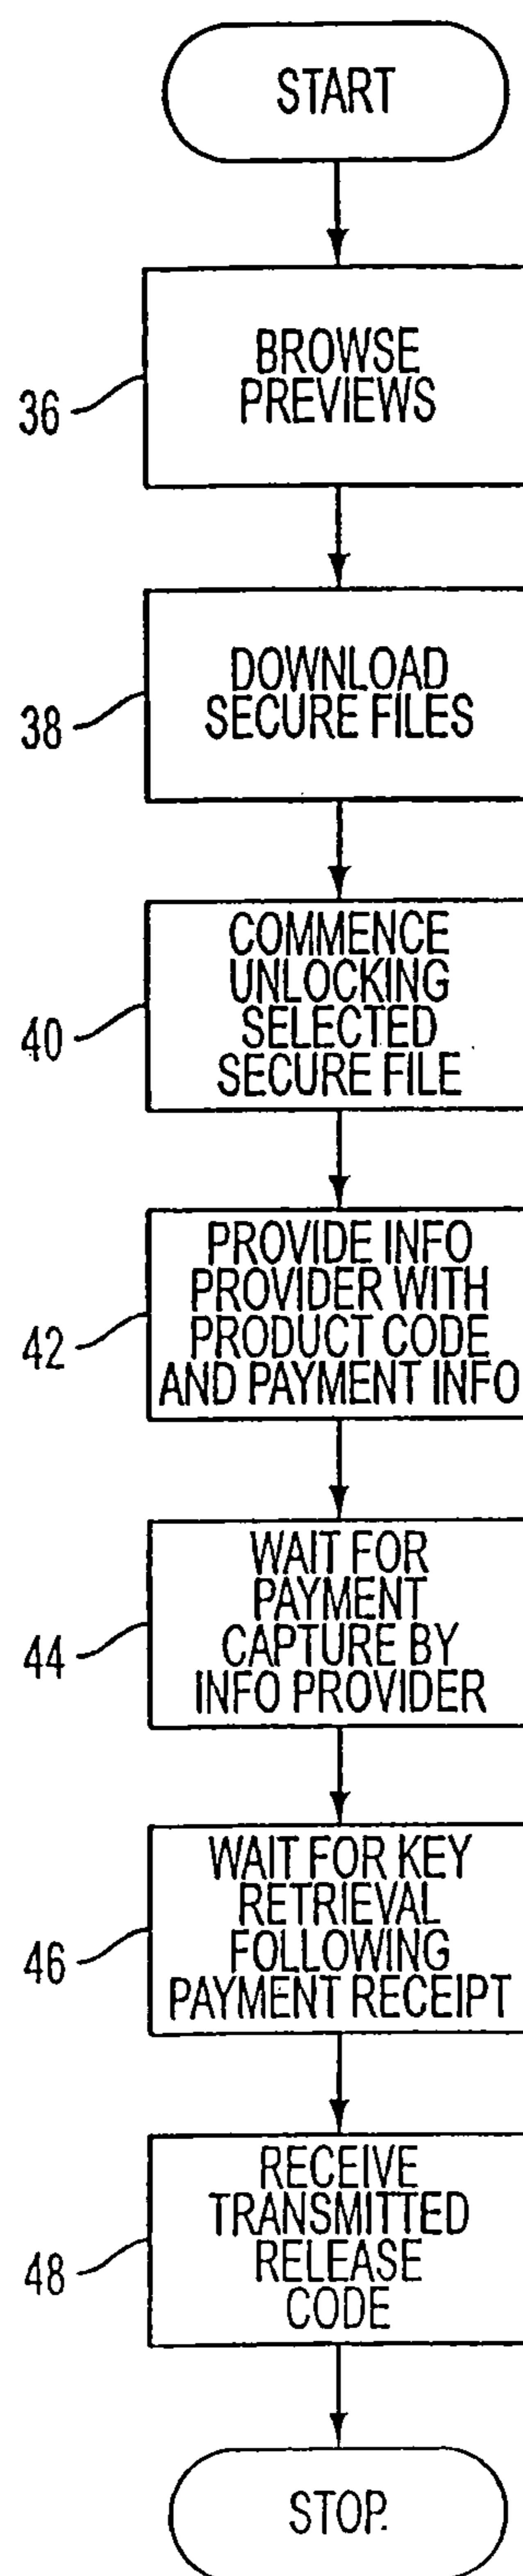 START
BROWSE
PREVIEWS
36
DOWNLOAD
SECURE FILES
38
COMMENCE
UNLOCKING
SELECTED
SECURE FILE
40
PROVIDE INFO
PROVIDER WITH
PRODUCT CODE
AND PAYMENT INFO
42
WAIT FOR
PAYMENT
CAPTURE BY
INFO PROVIDER
44
WAIT FOR KEY
RETRIEVAL
FOLLOWING
PAYMENT RECEIPT
46
RECEIVE
TRANSMITTED
RELEASE
CODE
48
STOP.